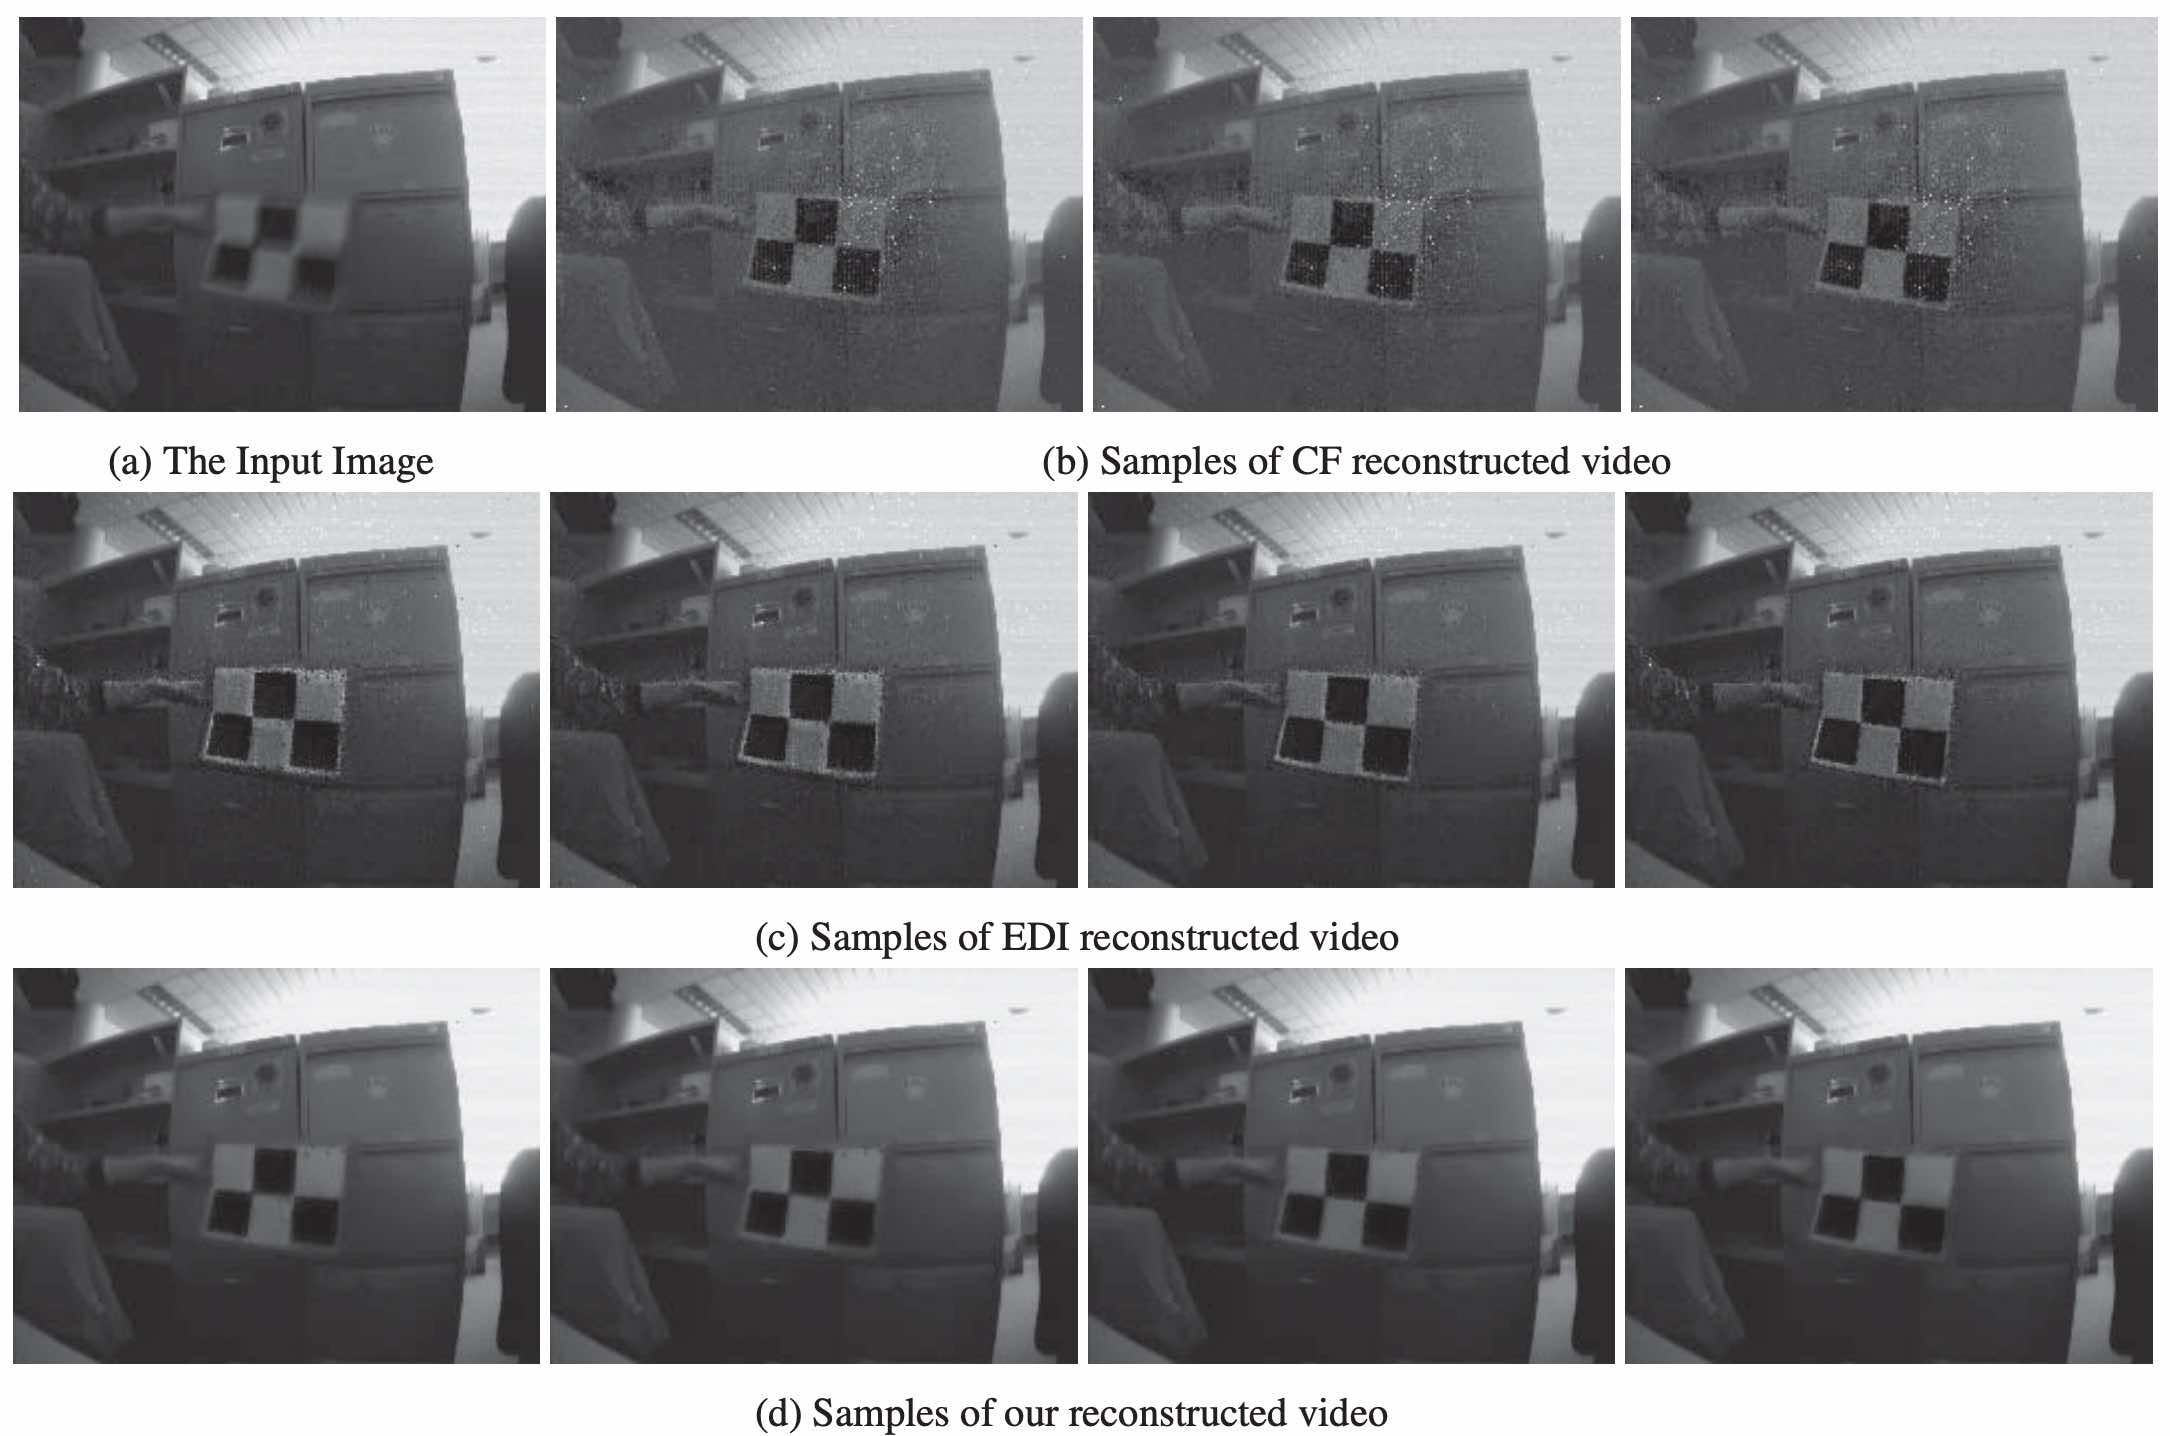 (a) The Input Image
(b) Samples of CF reconstructed video
(c) Samples of EDI reconstructed video
(d) Samples of our reconstructed video